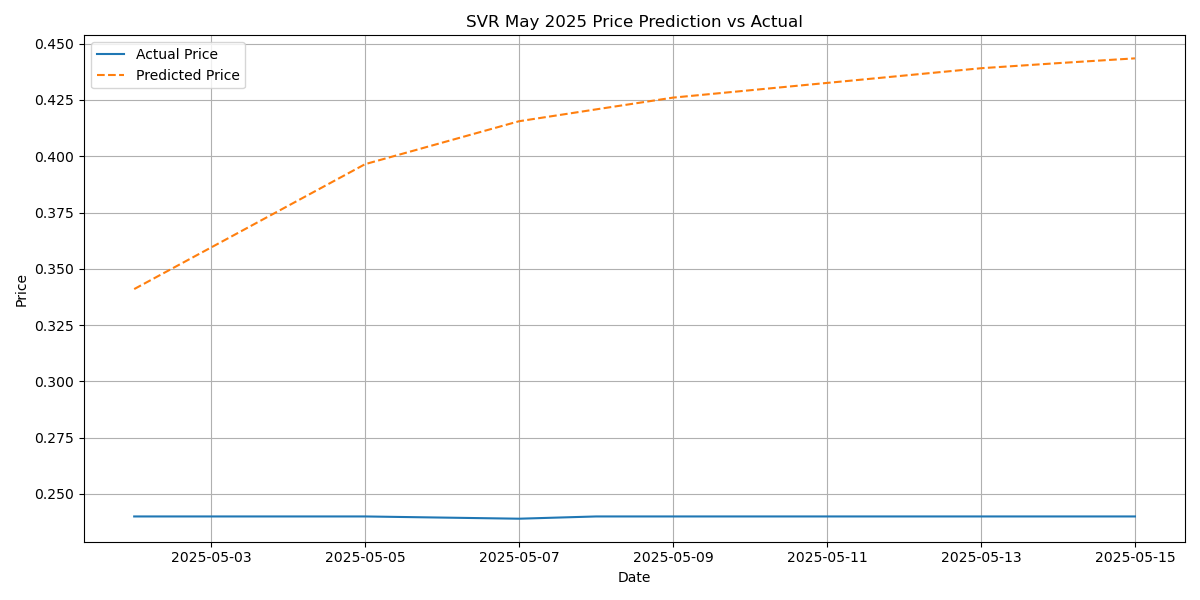 SVR May 2025 Price Prediction vs Actual
Actual Price
Predicted Price
0.450
0.425
0.400
0.375
0.350
0.325
0.300
0.275
0.250
Price
2025-05-03 2025-05-05 2025-05-07 2025-05-09 2025-05-11 2025-05-13 2025-05-15
Date